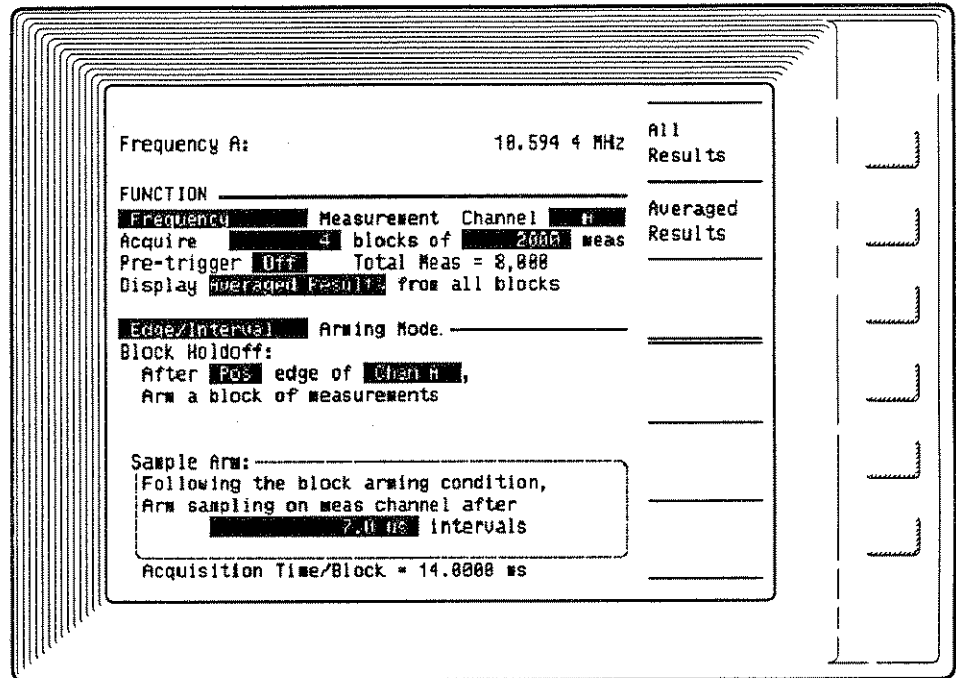 Frequency A: 10.594 4 MHz
All
Results
FUNCTION
Frequency Measurement Channel A
Acquire 4 blocks of 2000 meas
Pre-trigger Off Total Meas = 8,000
Display Averaged Results from all blocks
Averaged
Results
Edge/Interval Arming Mode.
Block Holdoff:
After Pos edge of Chan A,
Arm a block of measurements
Sample Arm:
Following the block arming condition,
Arm sampling on meas channel after
7.0 us intervals
Acquisition Time/Block = 14.0000 ms